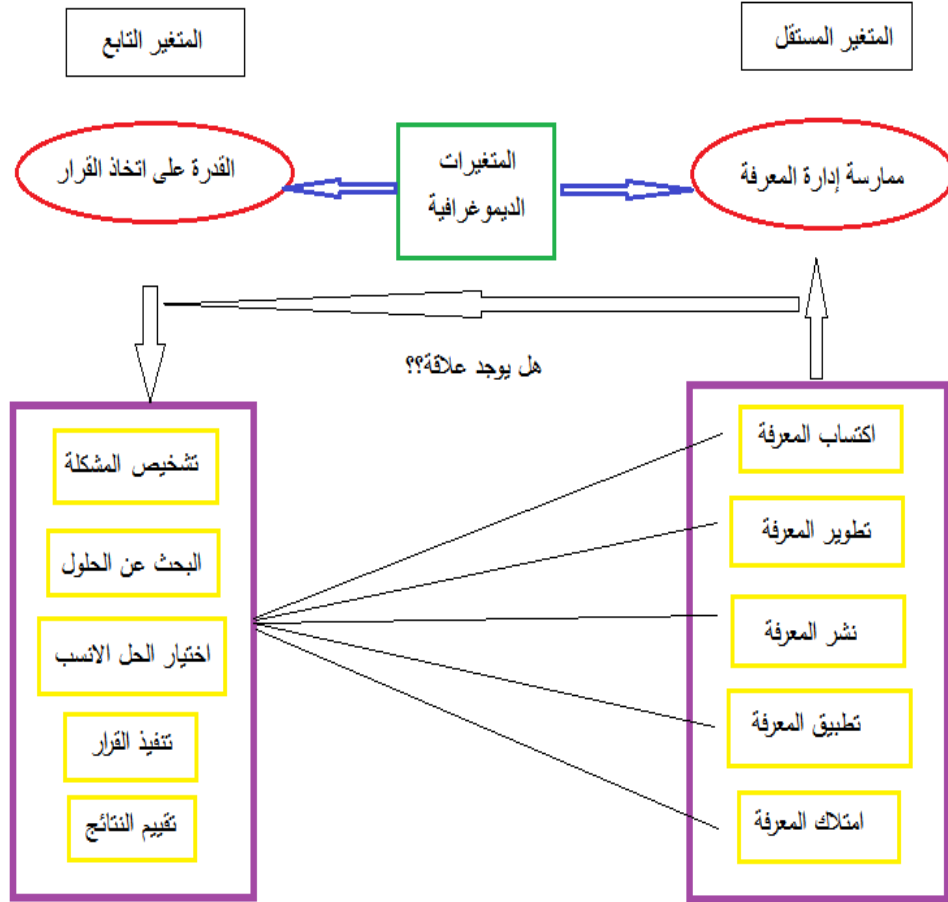 المتغير المستقل
المتغير التابع
ممارسة إدارة المعرفة
المتغيرات
الديموغرافية
القدرة على اتخاذ القرار
هل يوجد علاقة؟؟
اكتساب المعرفة
تطوير المعرفة
نشر المعرفة
تطبيق المعرفة
امتلاك المعرفة
تشخيص المشكلة
البحث عن الحلول
اختيار الحل الانسب
تنفيذ القرار
تقييم النتائج